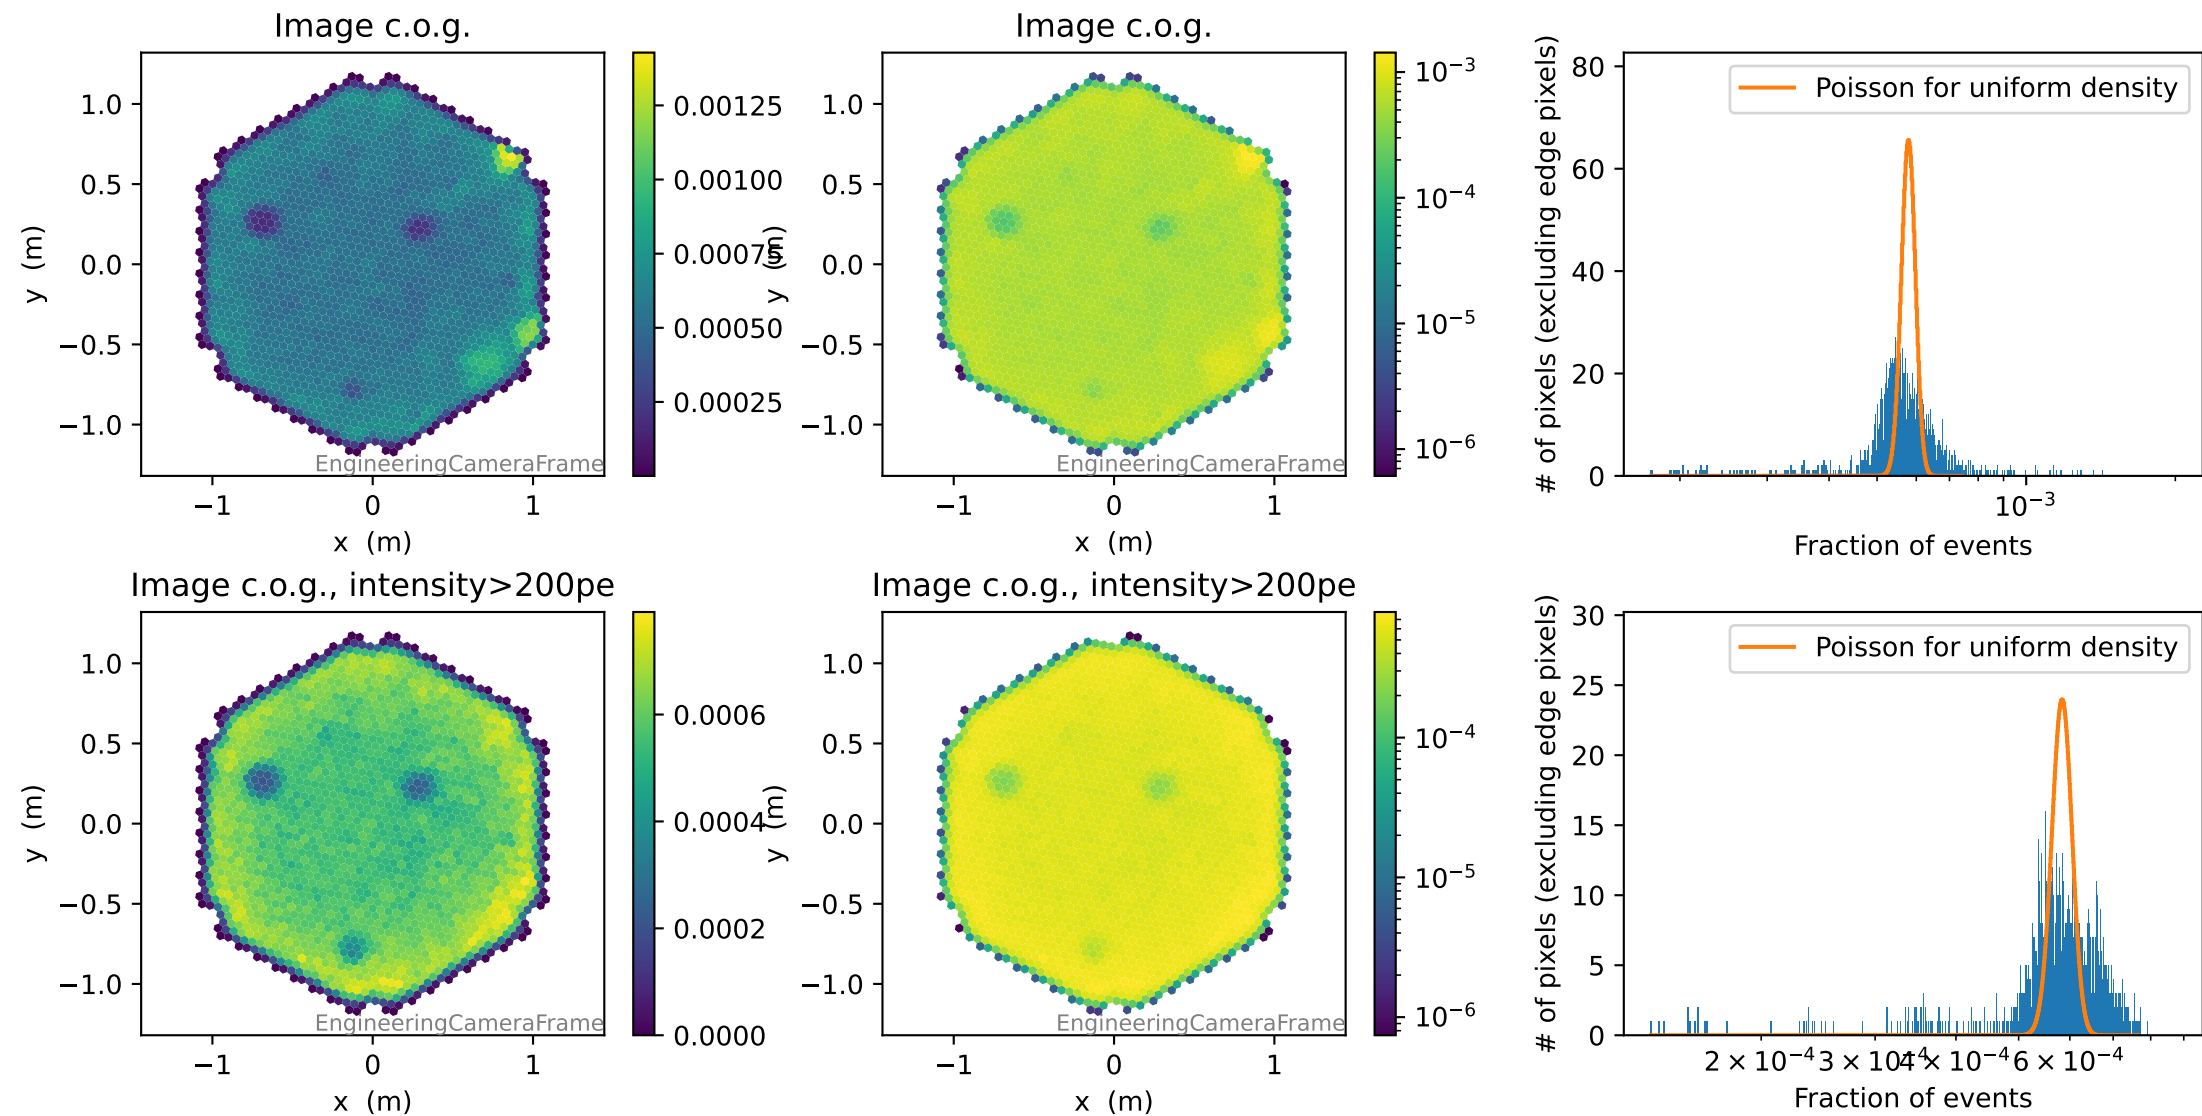 Image c.o.g.
1.0
0.5
0.0
−0.5
−1.0
y (m)
EngineeringCameraFrame
−1 0 1
x (m)
0.00125
0.00100
0.00075
0.00050
0.00025
Image c.o.g.
1.0
0.5
0.0
−0.5
−1.0
y (m)
EngineeringCameraFrame
−1 0 1
x (m)
10⁻³
10⁻⁴
10⁻⁵
10⁻⁶
# of pixels (excluding edge pixels)
80
60
40
20
0
Poisson for uniform density
10⁻³
Fraction of events
Image c.o.g., intensity>200pe
1.0
0.5
0.0
−0.5
−1.0
y (m)
EngineeringCameraFrame
−1 0 1
x (m)
0.0006
0.0004
0.0002
0.0000
Image c.o.g., intensity>200pe
1.0
0.5
0.0
−0.5
−1.0
y (m)
EngineeringCameraFrame
−1 0 1
x (m)
10⁻⁴
10⁻⁵
10⁻⁶
# of pixels (excluding edge pixels)
30
25
20
15
10
5
0
Poisson for uniform density
2 × 10⁻⁴ 3 × 10⁻⁴ 4 × 10⁻⁴ 6 × 10⁻⁴
Fraction of events